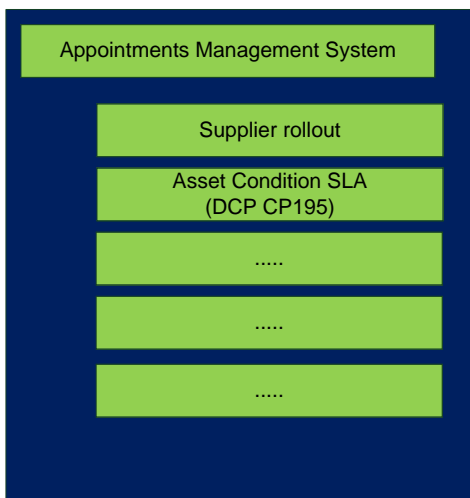 Appointments Management System
Supplier rollout
Asset Condition SLA
(DCP CP195)
.....
.....
.....